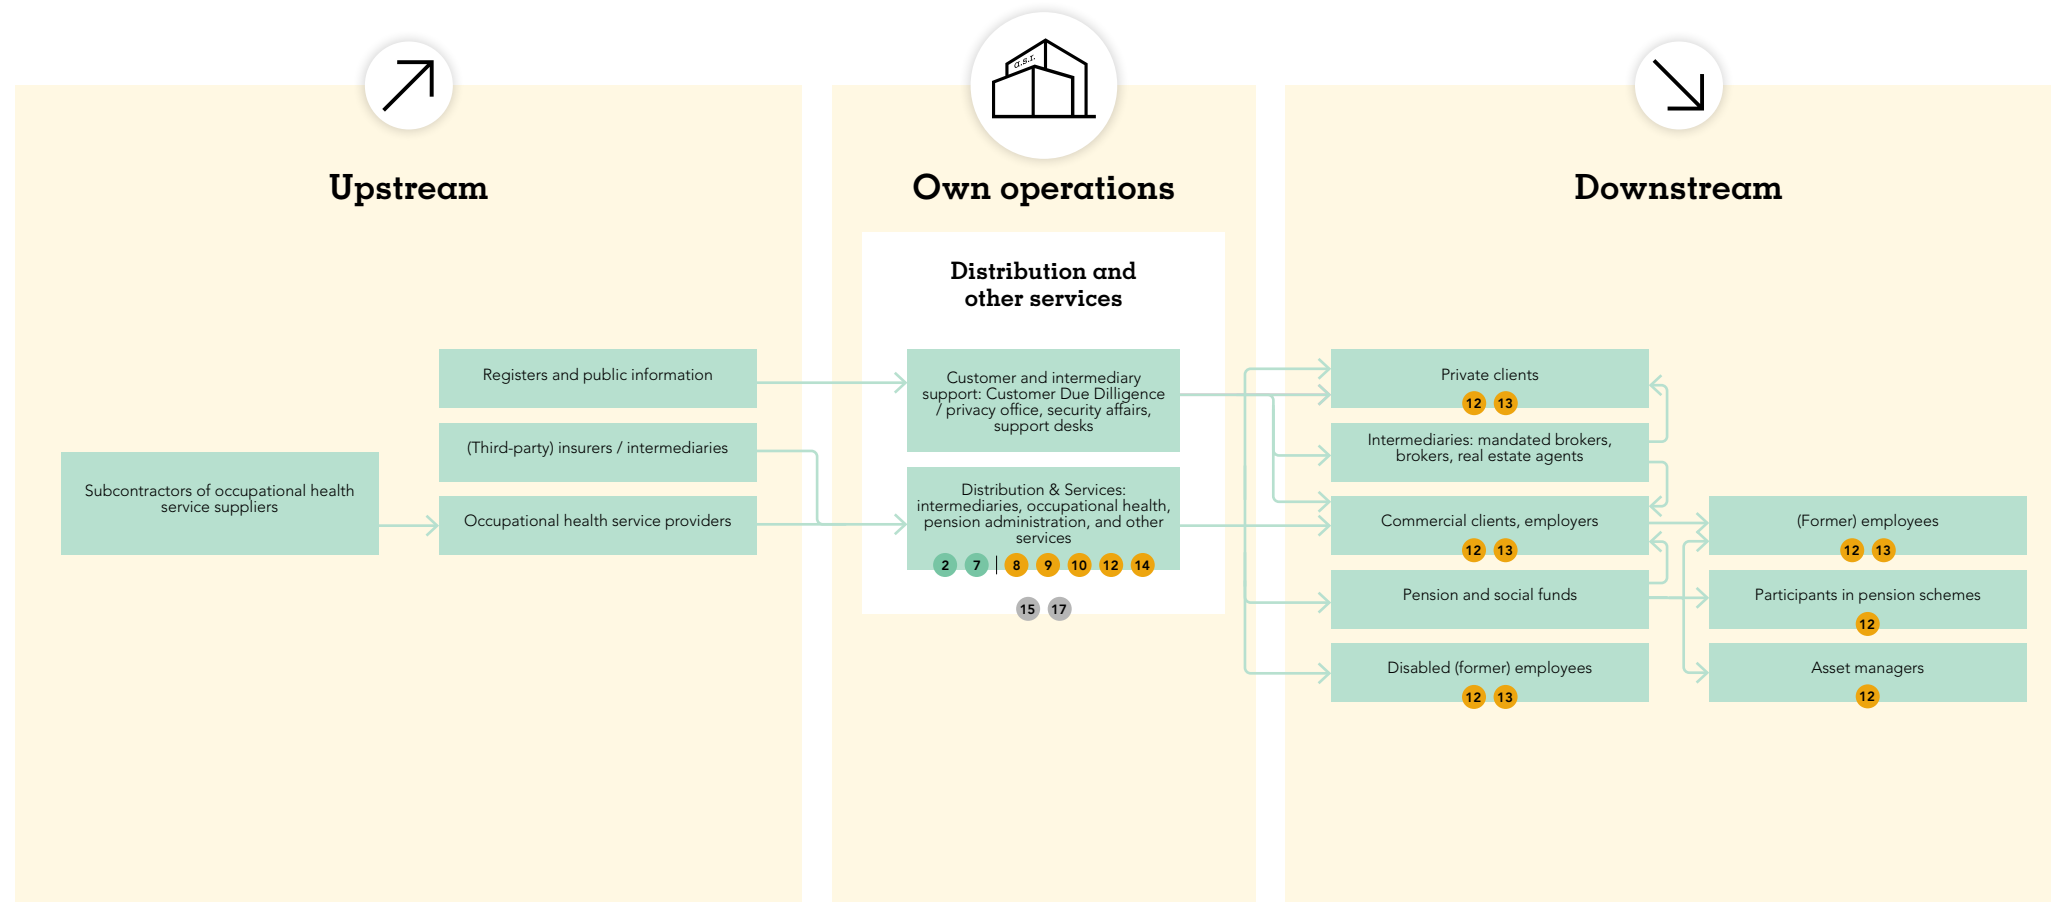 a.s.r.
Upstream
Own operations
Downstream
Distribution and
other services
Subcontractors of occupational health
service suppliers
Registers and public information
(Third-party) insurers / intermediaries
Occupational health service providers
Customer and intermediary
support: Customer Due Dilligence
/ privacy office, security affairs,
support desks
Distribution & Services:
intermediaries, occupational health,
pension administration, and other
services
2 7 | 8 9 10 12 14
15 17
Private clients
12 13
Intermediaries: mandated brokers,
brokers, real estate agents
Commercial clients, employers
12 13
Pension and social funds
Disabled (former) employees
12 13
(Former) employees
12 13
Participants in pension schemes
12
Asset managers
12